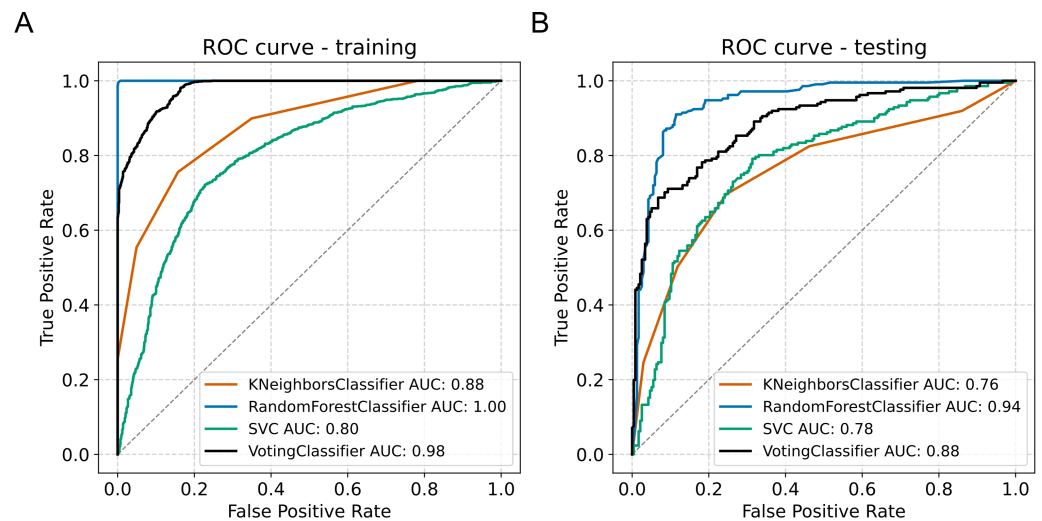 A
ROC curve - training
True Positive Rate
1.0
0.8
0.6
0.4
0.2
0.0
KNeighborsClassifier AUC: 0.88
RandomForestClassifier AUC: 1.00
SVC AUC: 0.80
VotingClassifier AUC: 0.98
0.0 0.2 0.4 0.6 0.8 1.0
False Positive Rate
B
ROC curve - testing
True Positive Rate
1.0
0.8
0.6
0.4
0.2
0.0
KNeighborsClassifier AUC: 0.76
RandomForestClassifier AUC: 0.94
SVC AUC: 0.78
VotingClassifier AUC: 0.88
0.0 0.2 0.4 0.6 0.8 1.0
False Positive Rate